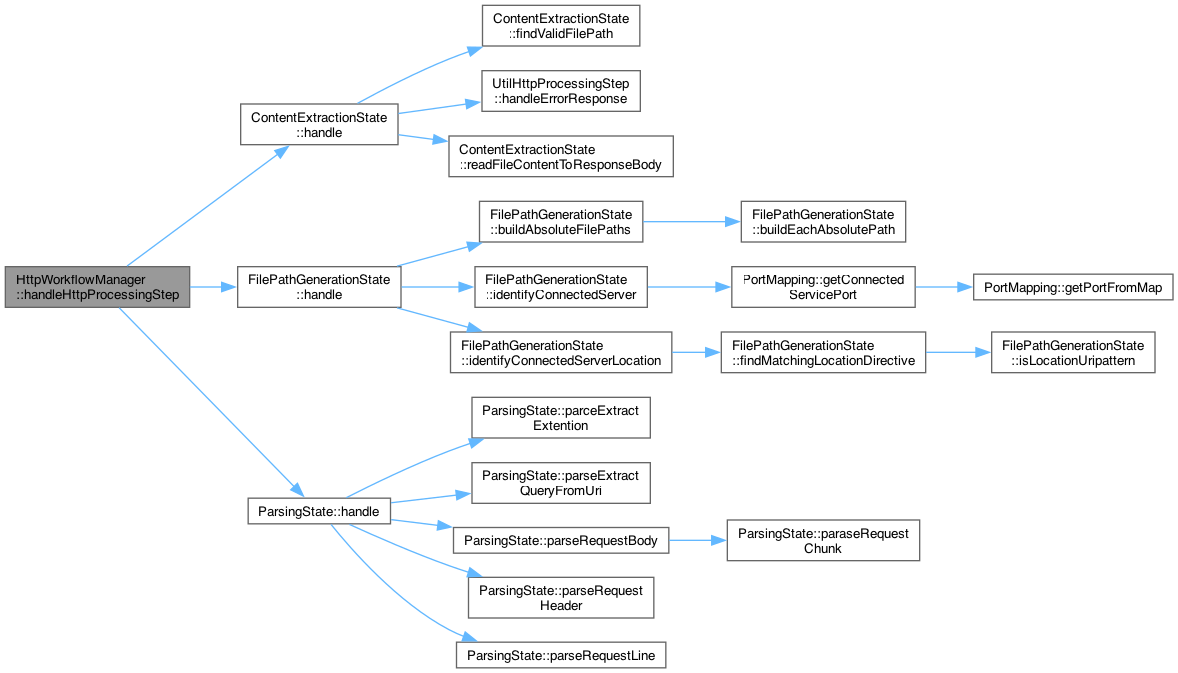 ContentExtractionState
::findValidFilePath
UtilHttpProcessingStep
::handleErrorResponse
ContentExtractionState
::handle
ContentExtractionState
::readFileContentToResponseBody
FilePathGenerationState
::buildAbsoluteFilePaths
FilePathGenerationState
::buildEachAbsolutePath
HttpWorkflowManager
::handleHttpProcessingStep
FilePathGenerationState
::handle
FilePathGenerationState
::identifyConnectedServer
PortMapping::getConnected
ServicePort
PortMapping::getPortFromMap
FilePathGenerationState
::identifyConnectedServerLocation
FilePathGenerationState
::findMatchingLocationDirective
FilePathGenerationState
::isLocationUripattern
ParsingState::parceExtract
Extention
ParsingState::parseExtract
QueryFromUri
ParsingState::handle
ParsingState::parseRequestBody
ParsingState::paraseRequest
Chunk
ParsingState::parseRequest
Header
ParsingState::parseRequestLine